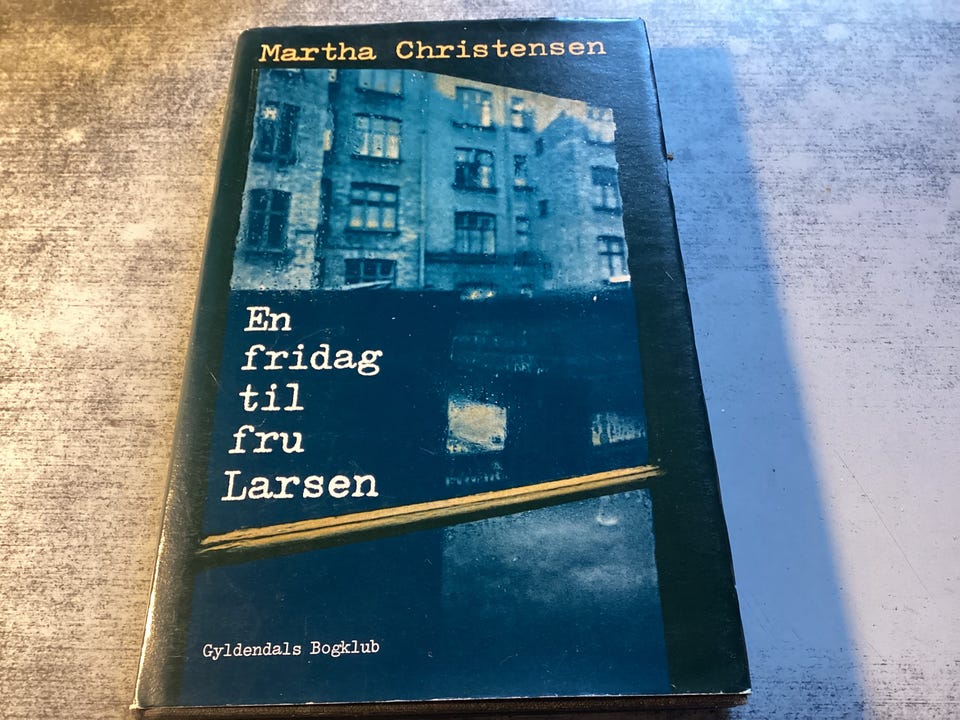 Martha Christensen
En
fridag
til
fru
Larsen
Gyldendals Bogklub